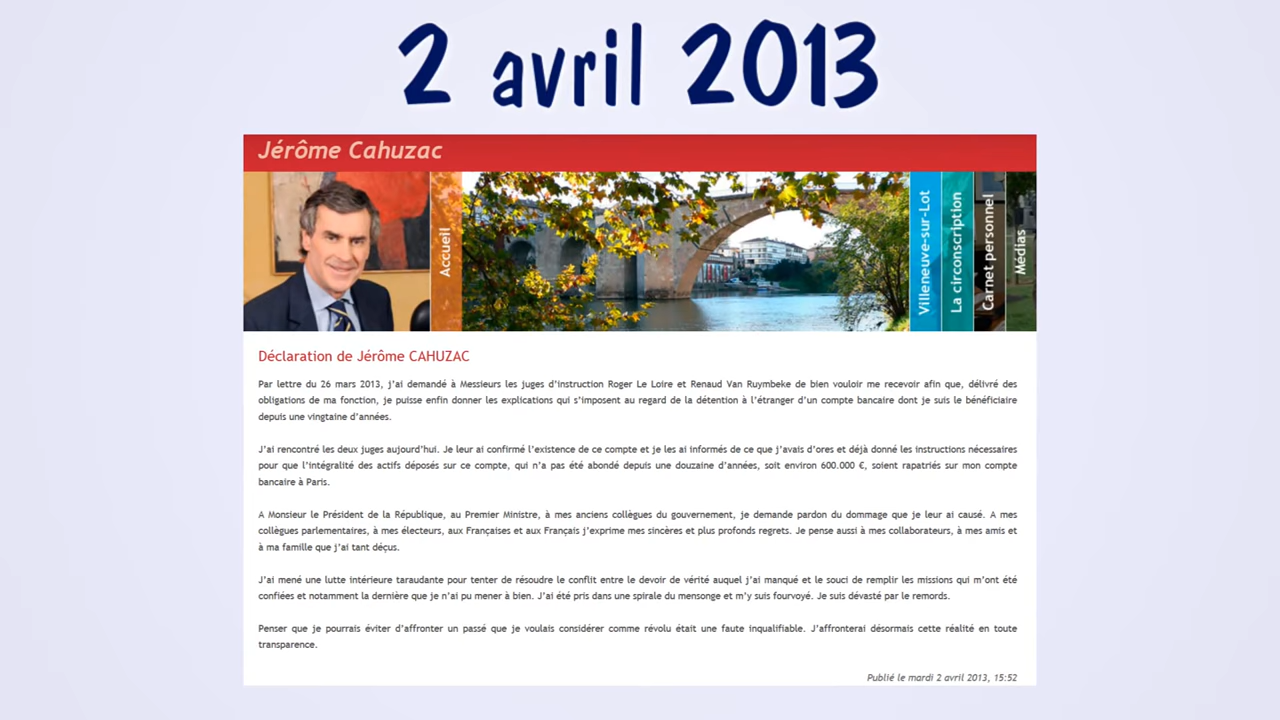 2 avril 2013
Jérôme Cahuzac
Accueil
Villeneuve-sur-Lot
La circonscription
Carnet personnel
Médias
Déclaration de Jérôme CAHUZAC
Par lettre du 26 mars 2013, j'ai demandé à Messieurs les juges d'instruction Roger Le Loire et Renaud Van Ruymbeke de bien vouloir me recevoir afin que, délivré des
obligations de ma fonction, je puisse enfin donner les explications qui s'imposent au regard de la détention à l'étranger d'un compte bancaire dont je suis le bénéficiaire
depuis une vingtaine d'années.
J'ai rencontré les deux juges aujourd'hui. Je leur ai confirmé l'existence de ce compte et je les ai informés de ce que j'avais d'ores et déjà donné les instructions nécessaires
pour que l'intégralité des actifs déposés sur ce compte, qui n'a pas été abondé depuis une douzaine d'années, soit environ 600.000 €, soient rapatriés sur mon compte
bancaire à Paris.
A Monsieur le Président de la République, au Premier Ministre, à mes anciens collègues du gouvernement, je demande pardon du dommage que je leur ai causé. A mes
collègues parlementaires, à mes électeurs, aux Françaises et aux Français j'exprime mes sincères et plus profonds regrets. Je pense aussi à mes collaborateurs, à mes amis et
à ma famille que j'ai tant déçus.
J'ai mené une lutte intérieure taraudante pour tenter de résoudre le conflit entre le devoir de vérité auquel j'ai manqué et le souci de remplir les missions qui m'ont été
confiées et notamment la dernière que je n'ai pu mener à bien. J'ai été pris dans une spirale du mensonge et m'y suis fourvoyé. Je suis dévasté par le remords.
Penser que je pourrais éviter d'affronter un passé que je voulais considérer comme révolu était une faute inqualifiable. J'affronterai désormais cette réalité en toute
transparence.
Publié le mardi 2 avril 2013, 15:52